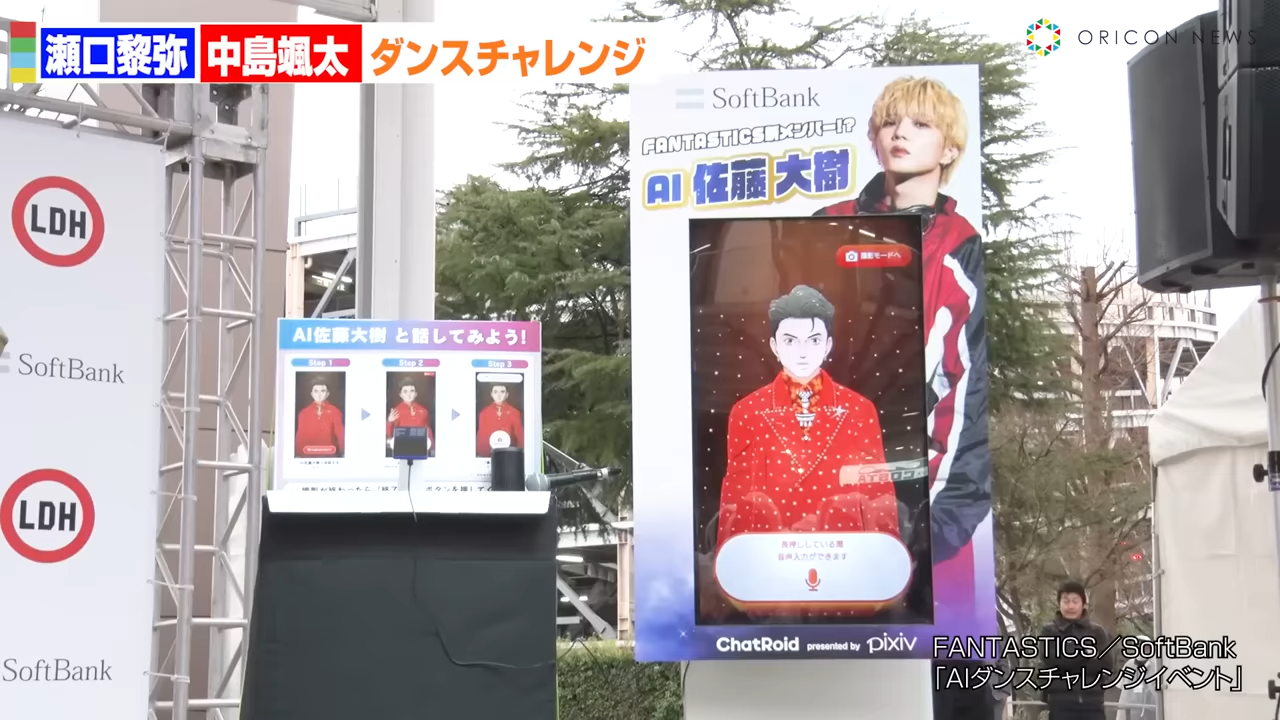 瀬口黎弥 中島颯太 ダンスチャレンジ
ORICON NEWS
LDH
SoftBank
LDH
SoftBank
AI佐藤大樹 と話してみよう!
Step 1
Step 2
Step 3
SoftBank
FANTASTICS新メンバー!?
AI 佐藤 大樹
撮影モードへ
長押ししている間
音声入力ができます
ChatRoid presented by pixiv
FANTASTICS/SoftBank
「AIダンスチャレンジイベント」